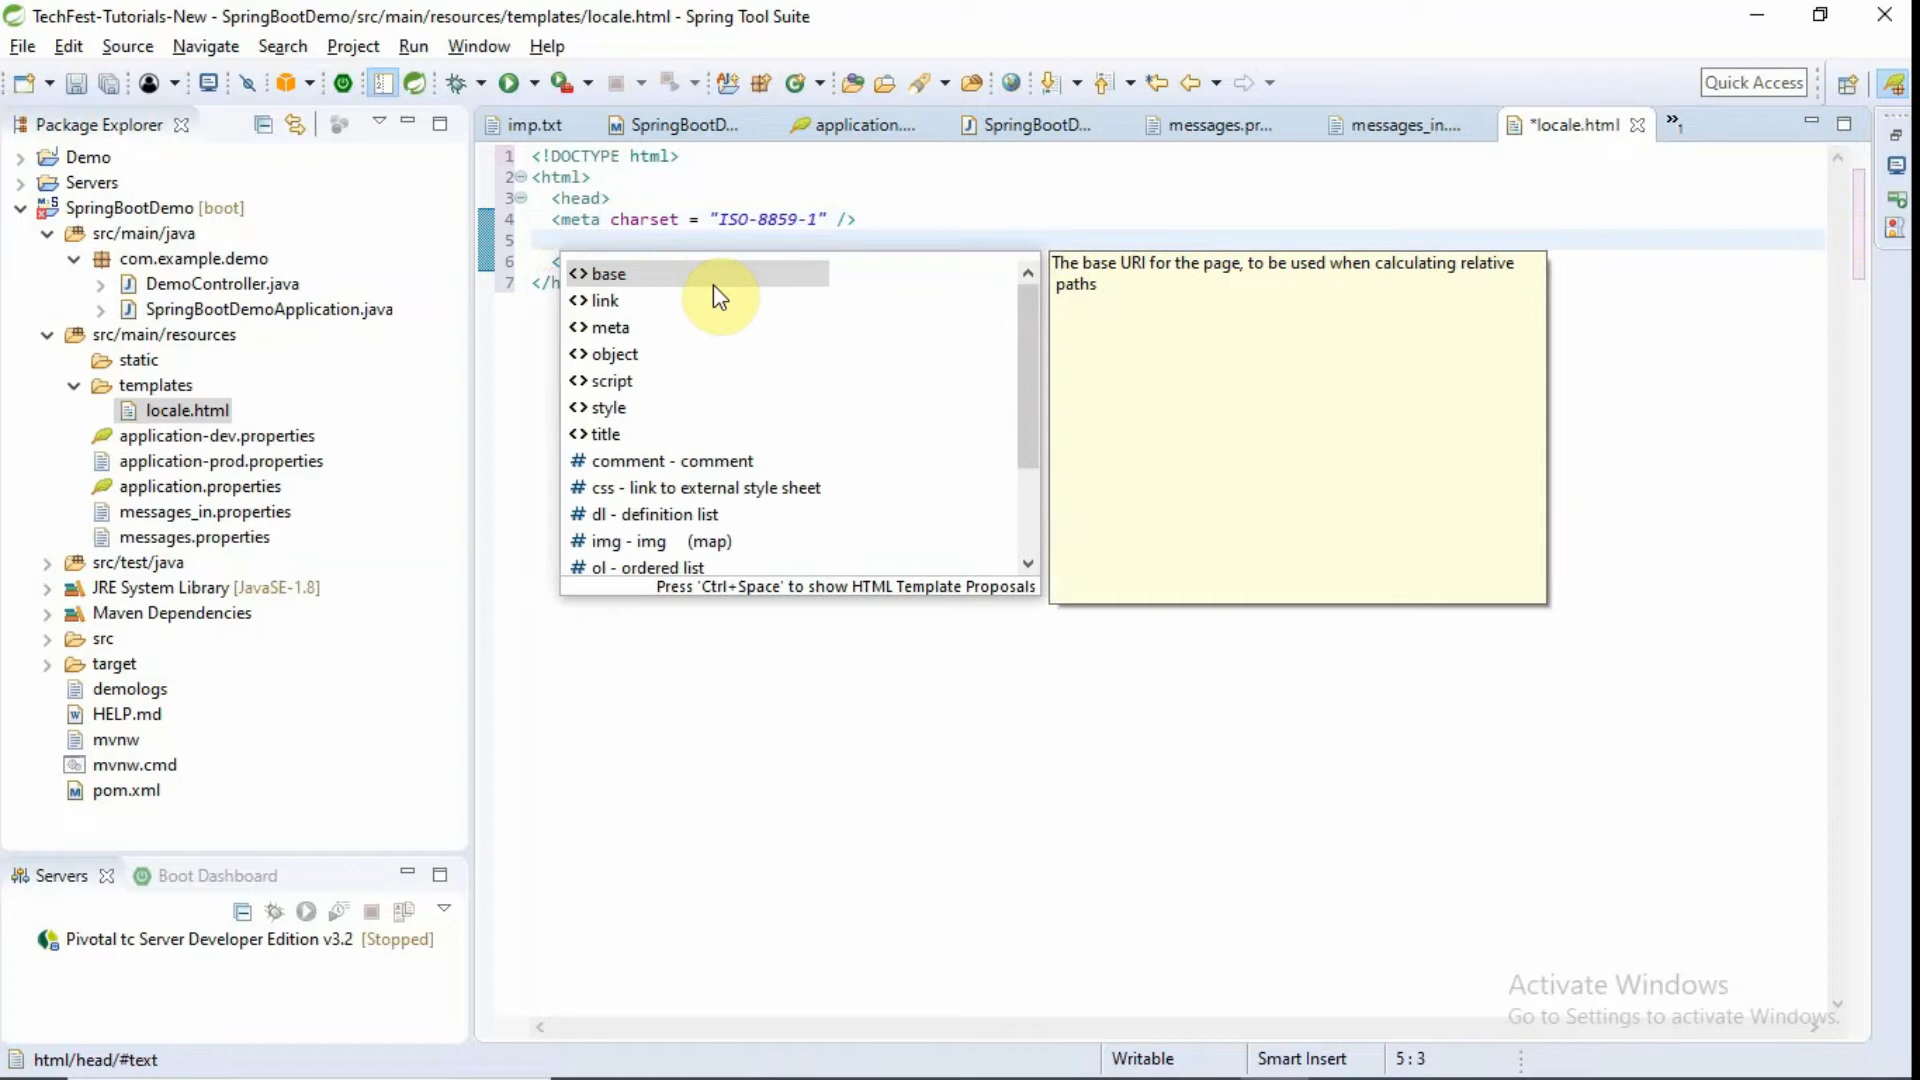 TechFest-Tutorials-New - SpringBootDemo/src/main/resources/templates/locale.html - Spring Tool Suite
File Edit Source Navigate Search Project Run Window Help
Quick Access
Package Explorer
imp.txt SpringBootD... application.... SpringBootD... messages.pr... messages_in.... *locale.html »1
Demo
Servers
SpringBootDemo [boot]
src/main/java
com.example.demo
DemoController.java
SpringBootDemoApplication.java
src/main/resources
static
templates
locale.html
application-dev.properties
application-prod.properties
application.properties
messages_in.properties
messages.properties
src/test/java
JRE System Library [JavaSE-1.8]
Maven Dependencies
src
target
demologs
HELP.md
mvnw
mvnw.cmd
pom.xml
1 <!DOCTYPE html>
2 <html>
3 <head>
4 <meta charset = "ISO-8859-1" />
5
6 <
7 </h
<> base
<> link
<> meta
<> object
<> script
<> style
<> title
# comment - comment
# css - link to external style sheet
# dl - definition list
# img - img (map)
# ol - ordered list
Press 'Ctrl+Space' to show HTML Template Proposals
The base URI for the page, to be used when calculating relative
paths
Servers Boot Dashboard
Pivotal tc Server Developer Edition v3.2 [Stopped]
Activate Windows
Go to Settings to activate Windows.
html/head/#text Writable Smart Insert 5 : 3